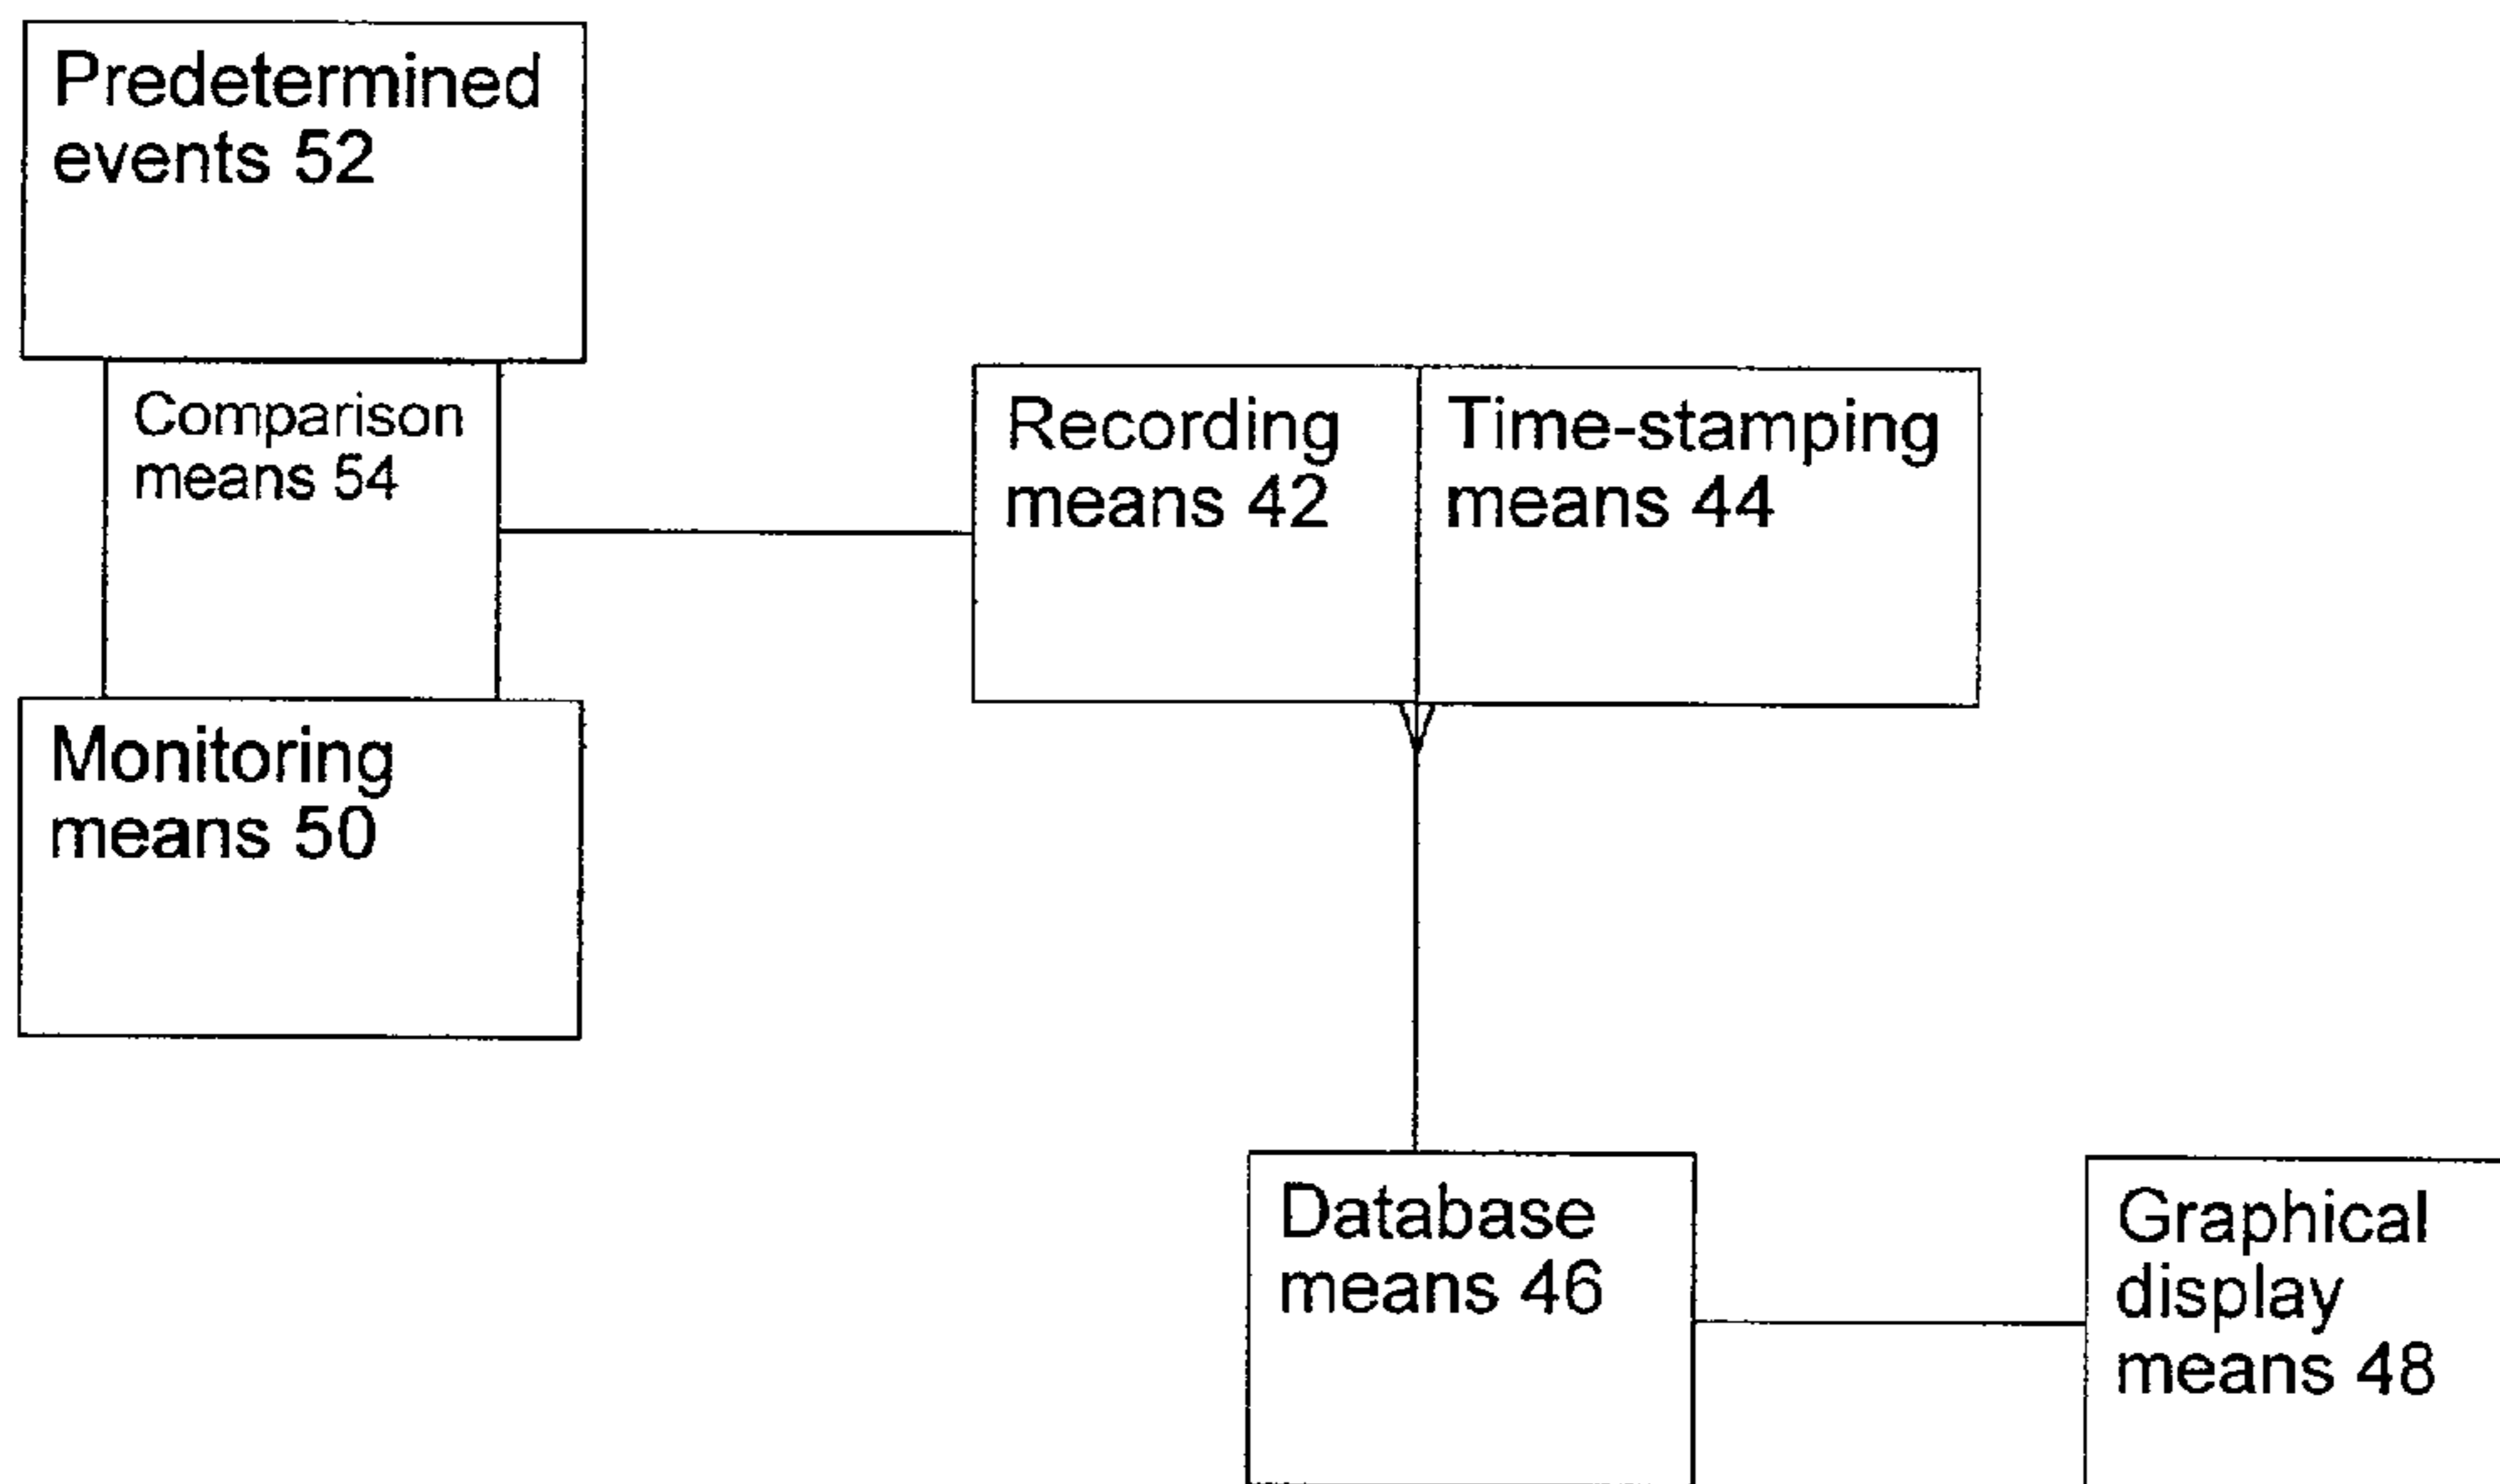 Predetermined
events 52
Comparison
means 54
Monitoring
means 50
Recording
means 42
Time-stamping
means 44
Database
means 46
Graphical
display
means 48